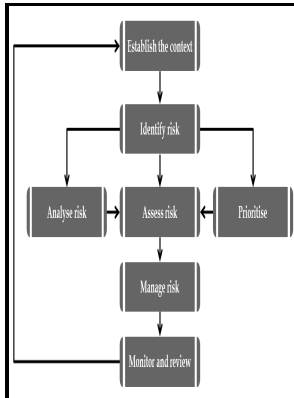 Establish the context
Identify risk
Analyse risk
Assess risk
Prioritise
Manage risk
Monitor and review